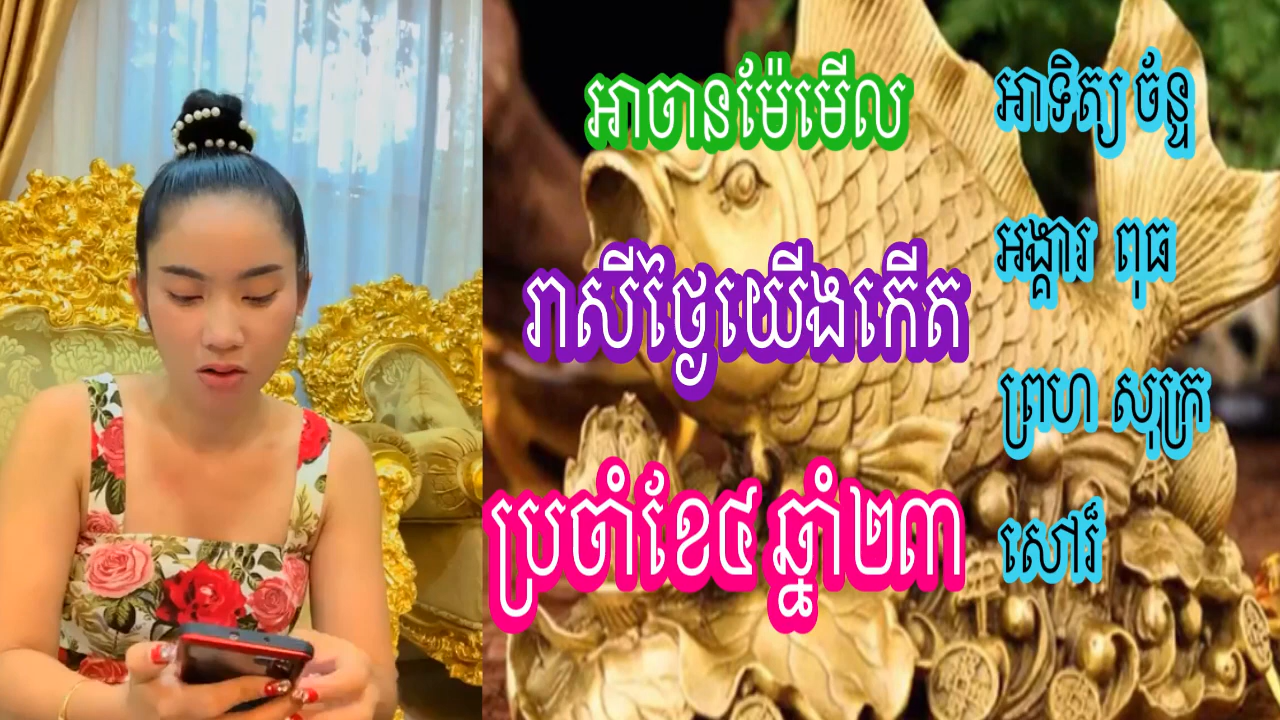 អាចានម៉ែមើល
រាសីថ្ងៃយើងកើត
ប្រចាំខែ៤ ឆ្នាំ២៣
អាទិត្យ ច័ន្ទ
អង្គារ ពុធ
ព្រហ សុក្រ
សៅរ៍